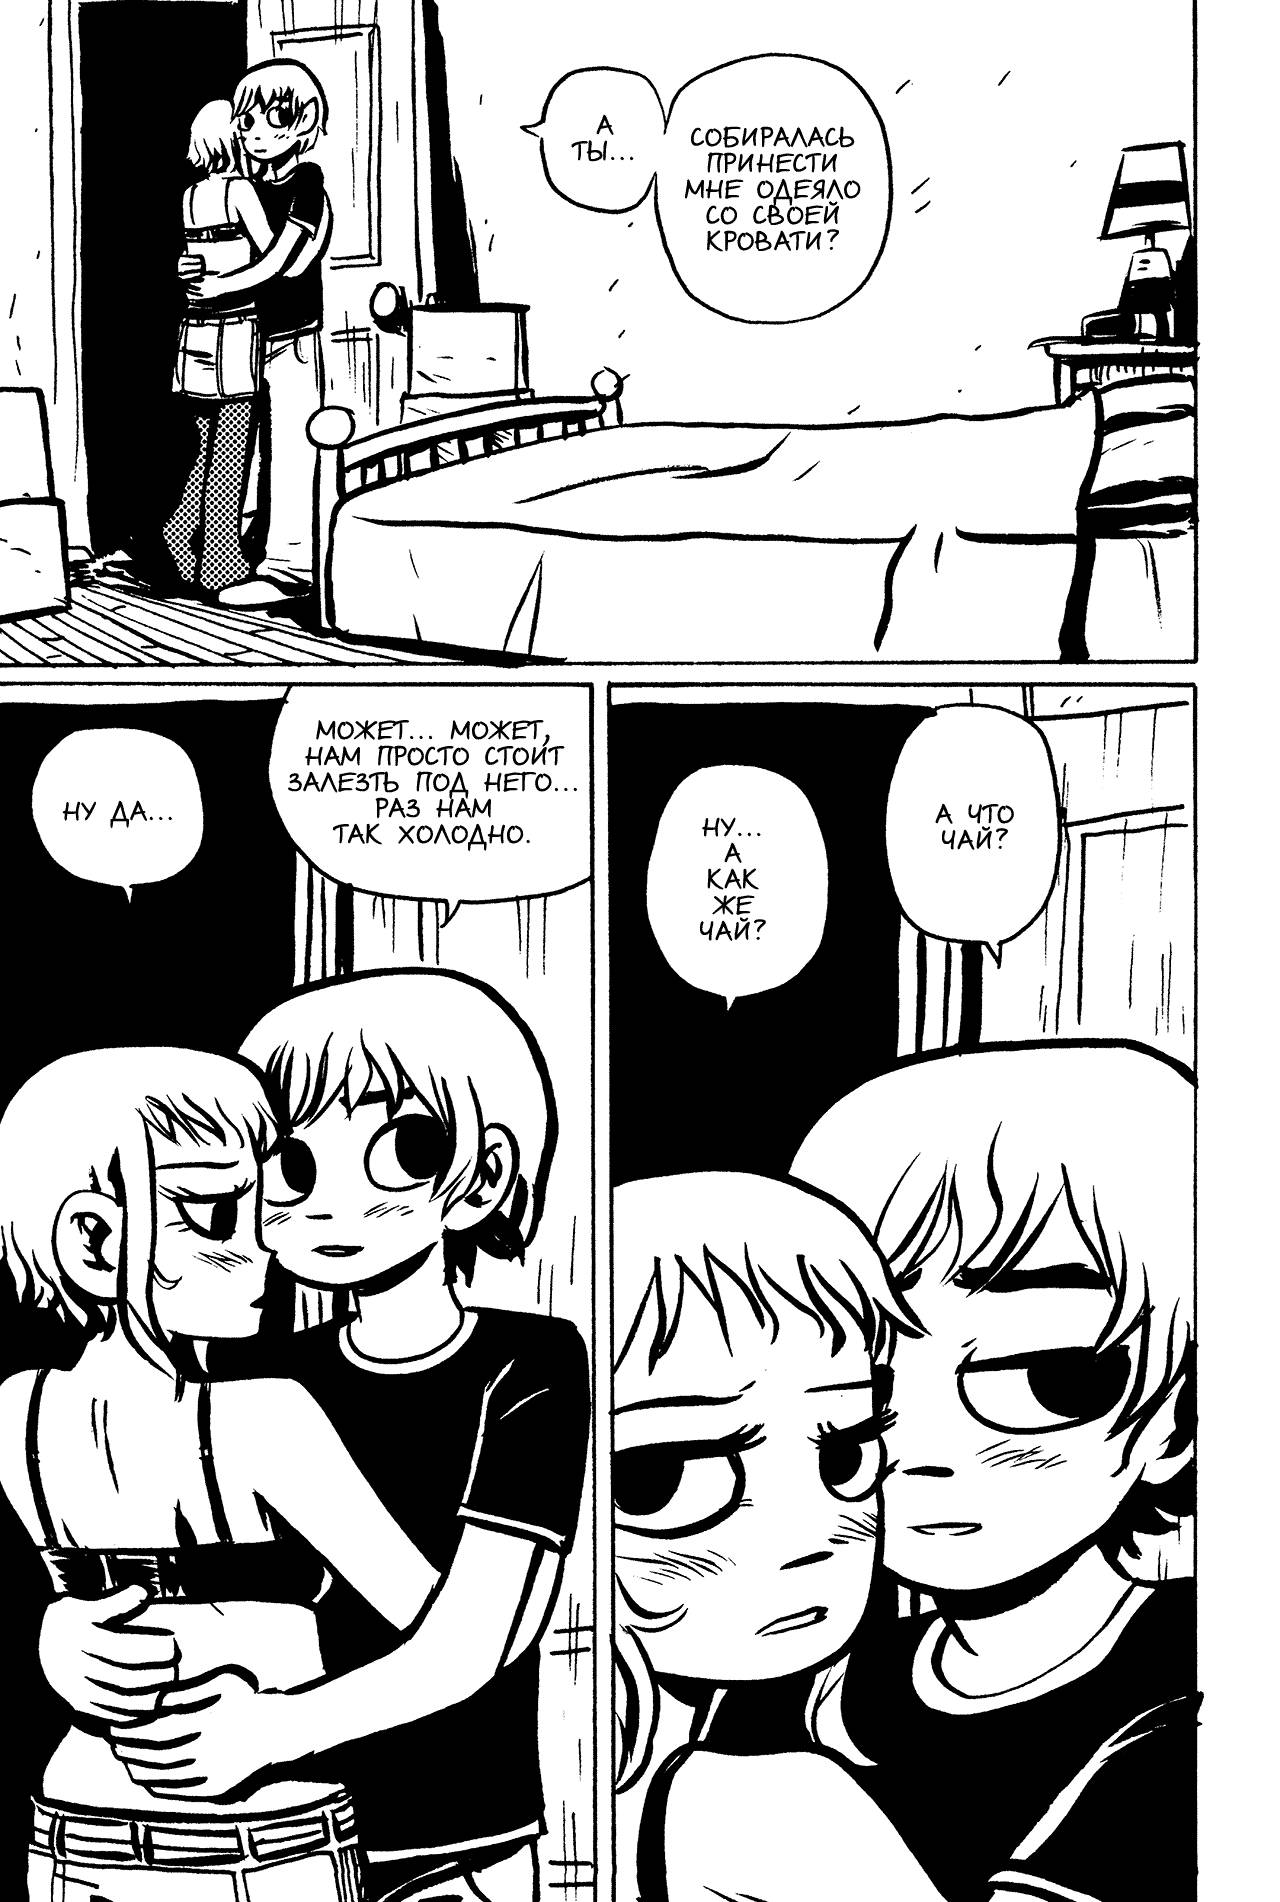 А
ТЫ...
СОБИРАЛАСЬ
ПРИНЕСТИ
МНЕ ОДЕЯЛО
СО СВОЕЙ
КРОВАТИ?
НУ ДА...
МОЖЕТ... МОЖЕТ,
НАМ ПРОСТО СТОИТ
ЗАЛЕЗТЬ ПОД НЕГО...
РАЗ НАМ
ТАК ХОЛОДНО.
НУ...
А
КАК
ЖЕ
ЧАЙ?
А ЧТО
ЧАЙ?